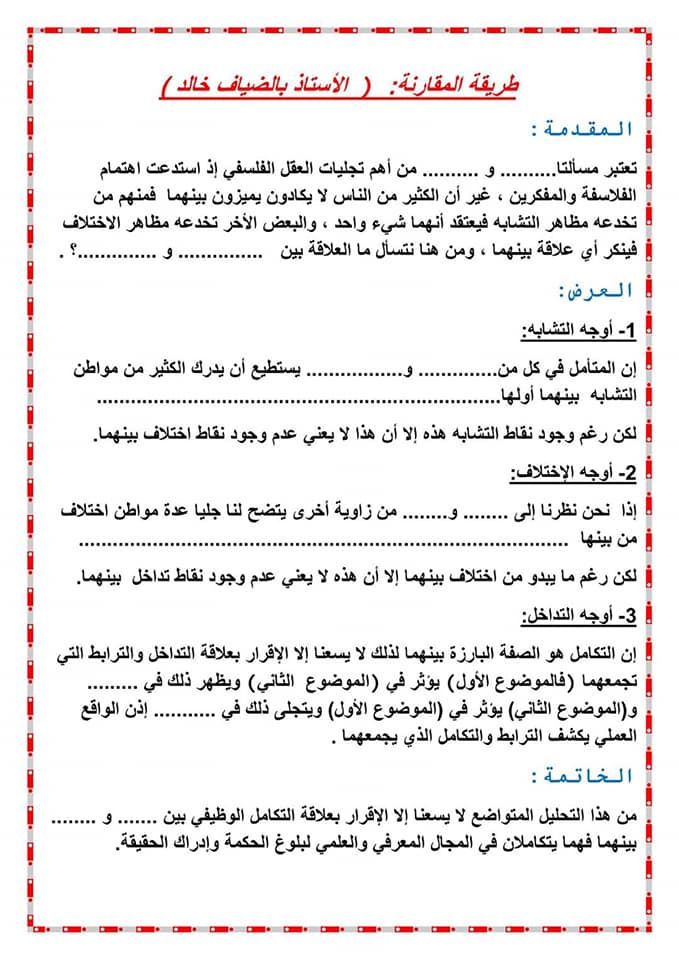 طريقة المقارنة: ( الأستاذ بالضياف خالد )
المقدمة :
تعتبر مسألتا.......... و .......... من أهم تجليات العقل الفلسفي إذ استدعت اهتمام
الفلاسفة والمفكرين ، غير أن الكثير من الناس لا يكادون يميزون بينهما فمنهم من
تخدعه مظاهر التشابه فيعتقد أنهما شيء واحد ، والبعض الأخر تخدعه مظاهر الاختلاف
فينكر أي علاقة بينهما ، ومن هنا نتسأل ما العلاقة بين ............... و ..............؟ .
العرض:
1- أوجه التشابه:
إن المتأمل في كل من.............. و................. يستطيع أن يدرك الكثير من مواطن
التشابه بينهما أولها..........................................................
لكن رغم وجود نقاط التشابه هذه إلا أن هذا لا يعني عدم وجود نقاط اختلاف بينهما.
2- أوجه الإختلاف:
إذا نحن نظرنا إلى ........ و........ من زاوية أخرى يتضح لنا جليا عدة مواطن اختلاف
من بينها ......................................................................
لكن رغم ما يبدو من اختلاف بينهما إلا أن هذه لا يعني عدم وجود نقاط تداخل بينهما.
3- أوجه التداخل:
إن التكامل هو الصفة البارزة بينهما لذلك لا يسعنا إلا الإقرار بعلاقة التداخل والترابط التي
تجمعهما (فالموضوع الأول) يؤثر في (الموضوع الثاني) ويظهر ذلك في .........
و(الموضوع الثاني) يؤثر في (الموضوع الأول) ويتجلى ذلك في ........... إذن الواقع
العملي يكشف الترابط والتكامل الذي يجمعهما .
الخاتمة :
من هذا التحليل المتواضع لا يسعنا إلا الإقرار بعلاقة التكامل الوظيفي بين ....... و ........
بينهما فهما يتكاملان في المجال المعرفي والعلمي لبلوغ الحكمة وإدراك الحقيقة.